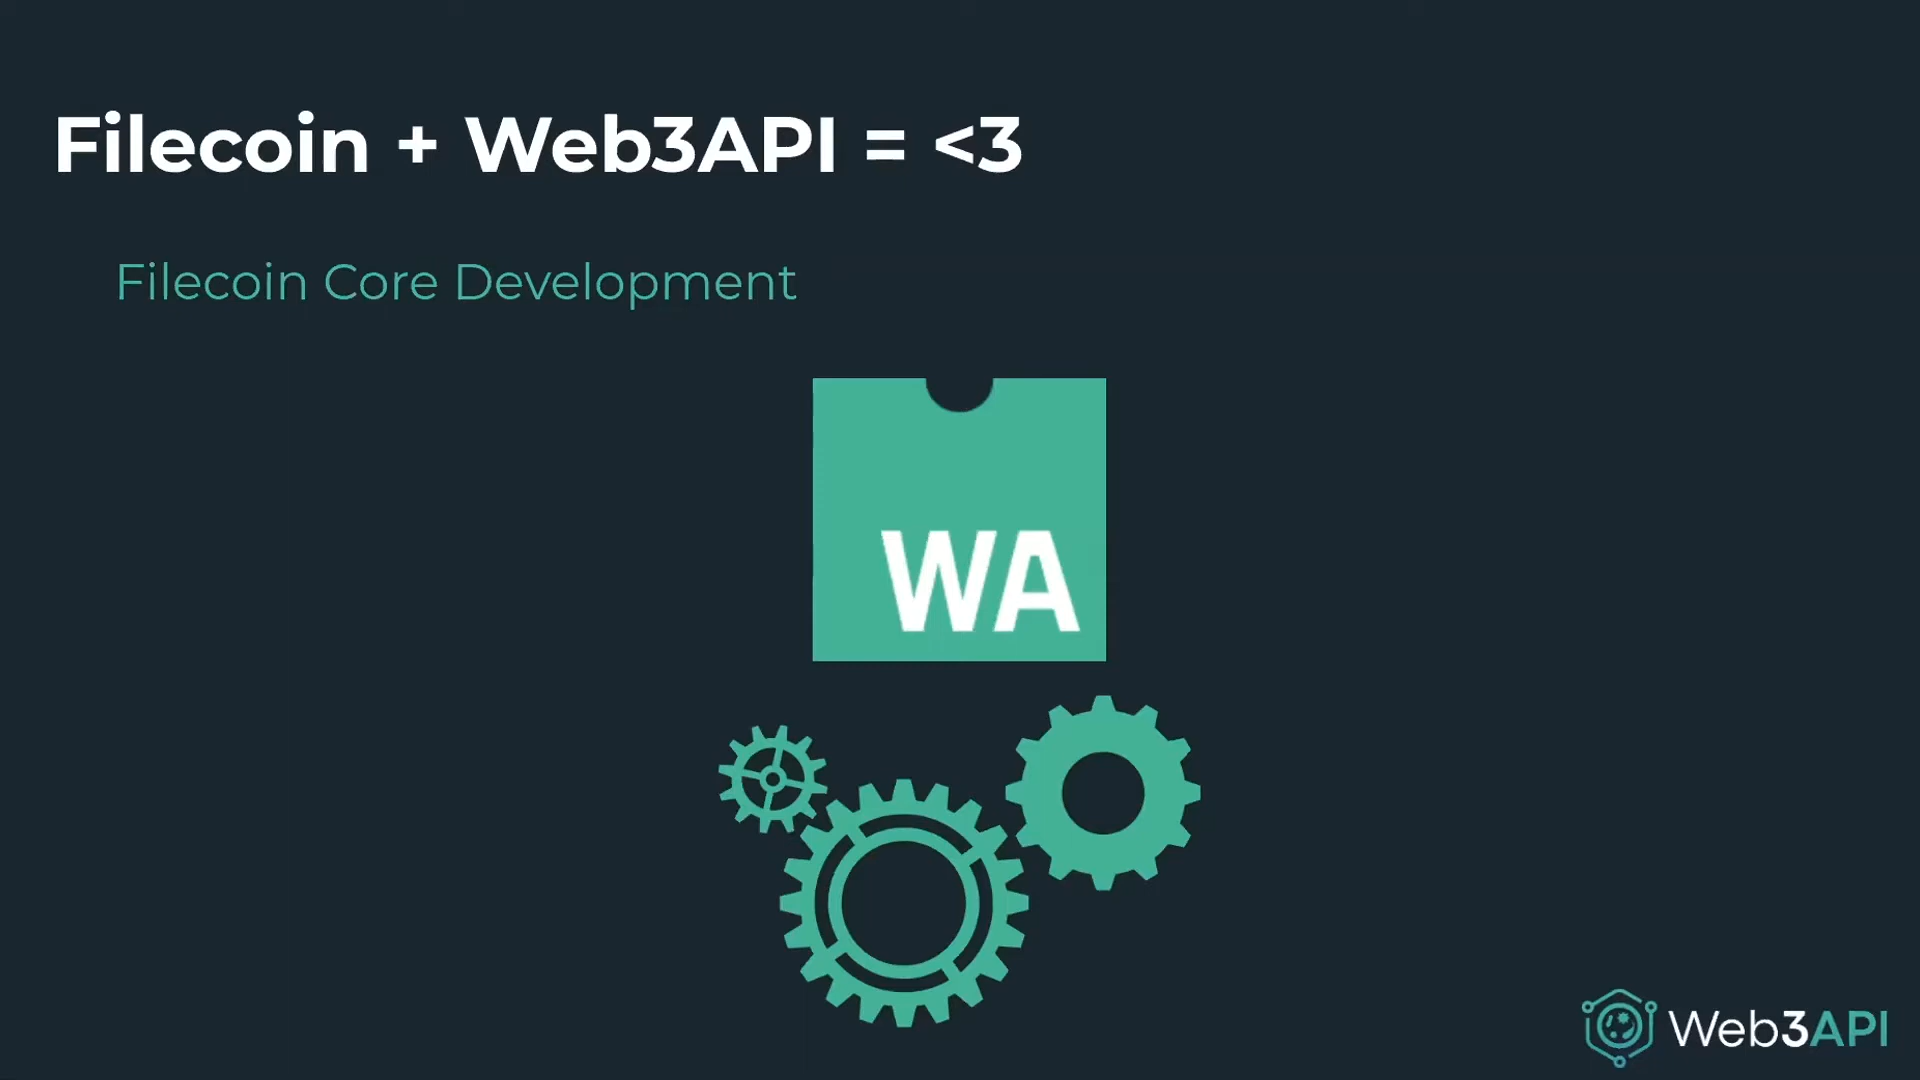 Filecoin + Web3API = <3
Filecoin Core Development
WA
Web3API